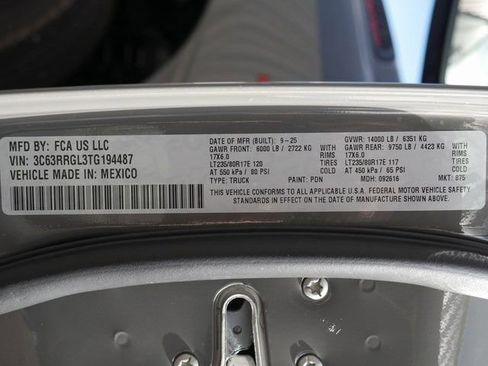 MFD BY: FCA US LLC
VIN: 3C63RRGL3TG194487
VEHICLE MADE IN: MEXICO
DATE OF MFR (BUILT): 9-25 GVWR: 14000 LB / 6351 KG
GAWR FRONT: 6000 LB / 2722 KG GAWR REAR: 9750 LB / 4423 KG
17X6.0 TIRES 17X6.0 TIRES
LT235/80R17E 120 RIMS LT235/80R17E 117 RIMS
AT 550 kPa / 80 PSI COLD AT 450 kPa / 65 PSI COLD
THIS VEHICLE CONFORMS TO ALL APPLICABLE U.S.A. FEDERAL MOTOR VEHICLE SAFETY
STANDARDS IN EFFECT ON THE DATE OF MANUFACTURE SHOWN ABOVE.
TYPE: TRUCK PAINT: PDN MDH: 092616 MKT: 875